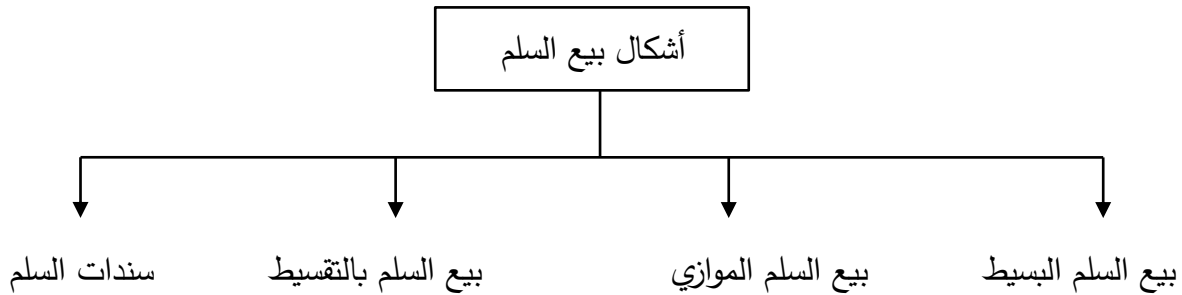 أشكال بيع السلم
بيع السلم البسيط
بيع السلم الموازي
بيع السلم بالتقسيط
سندات السلم